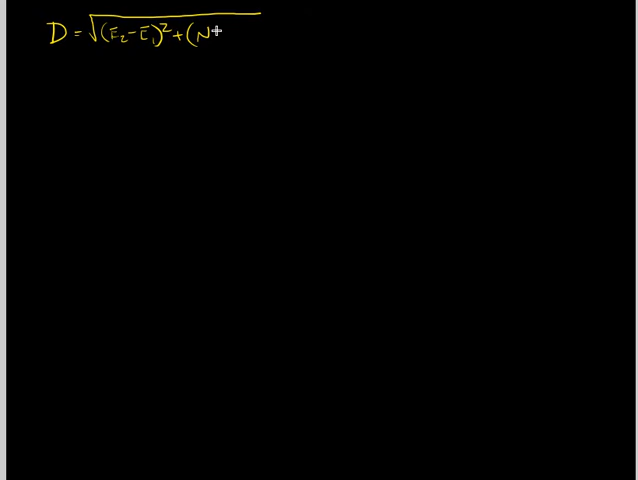 D = √(E₂-E₁)² + (N